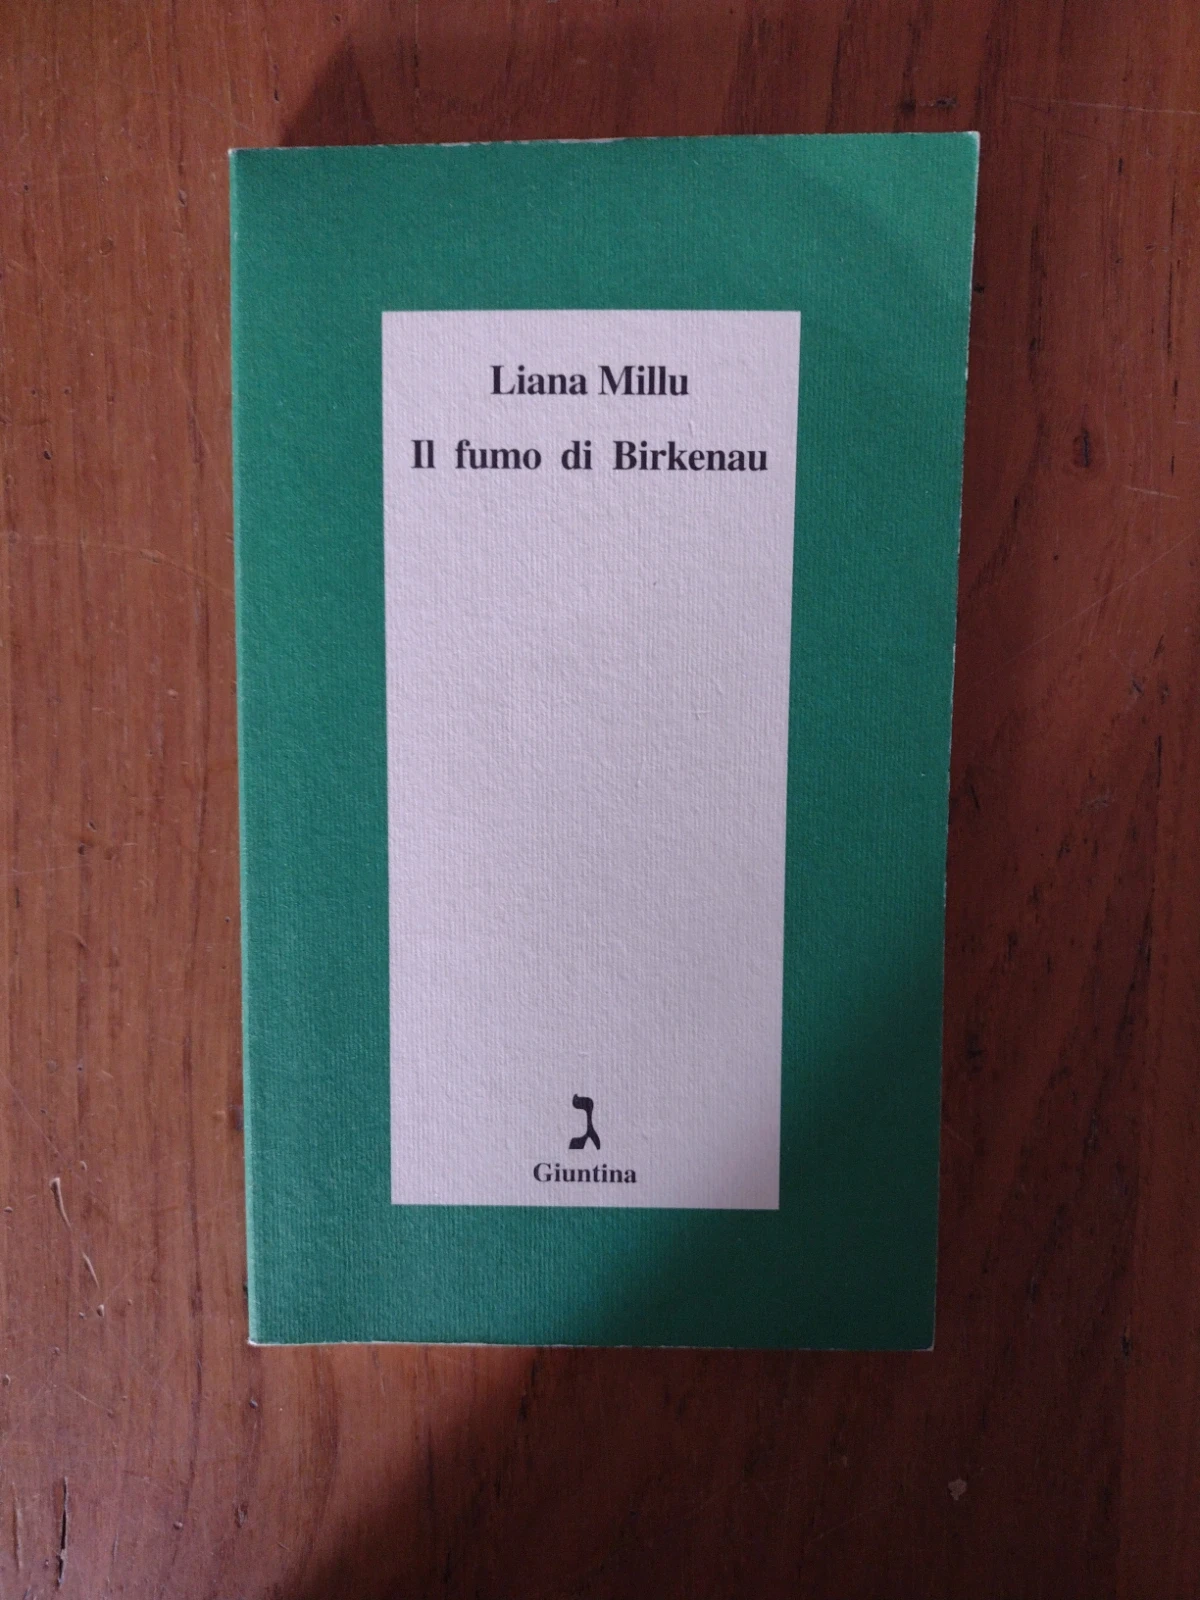 Liana Millu
Il fumo di Birkenau
ג
Giuntina